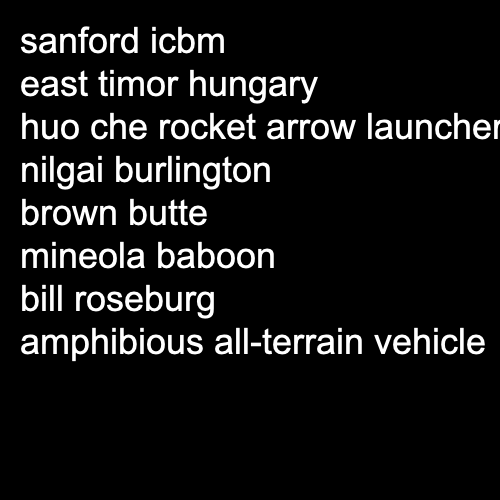 sanford icbm
east timor hungary
huo che rocket arrow launcher
nilgai burlington
brown butte
mineola baboon
bill roseburg
amphibious all-terrain vehicle